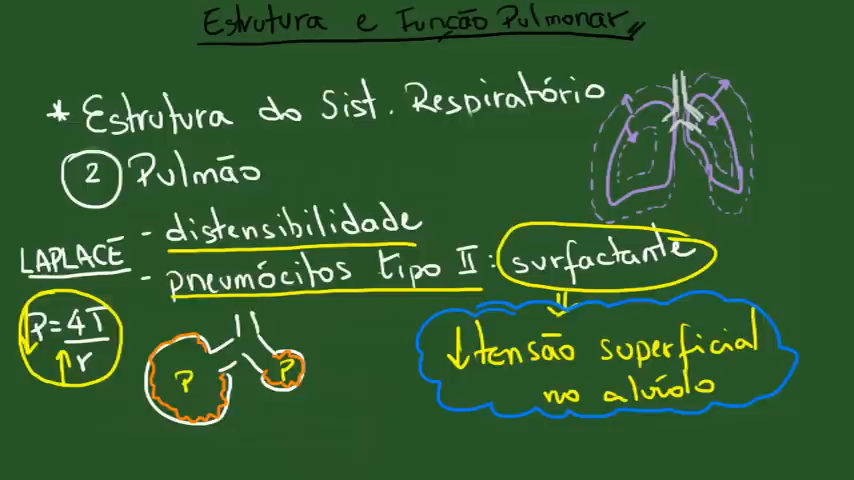 Estrutura e Função Pulmonar
* Estrutura do Sist. Respiratório
2 Pulmão
- distensibilidade
LAPLACE
- pneumócitos tipo II: surfactante
↓P = 4T
↑r
P P
↓tensão superficial
no alvéolo